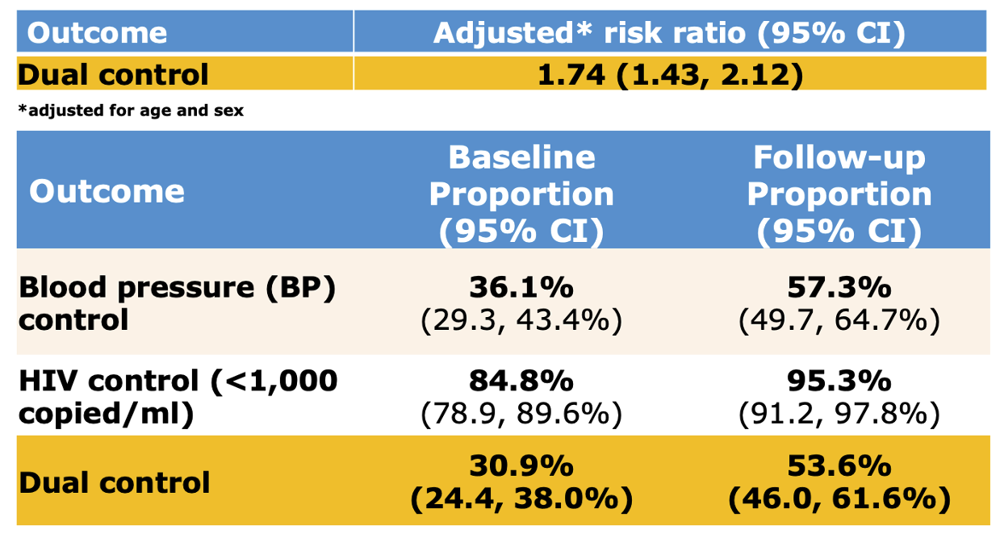 Outcome Adjusted* risk ratio (95% CI)
Dual control 1.74 (1.43, 2.12)
*adjusted for age and sex
Outcome
Baseline
Proportion
(95% CI)
Follow-up
Proportion
(95% CI)
Blood pressure (BP)
control
36.1%
(29.3, 43.4%)
57.3%
(49.7, 64.7%)
HIV control (<1,000
copied/ml)
84.8%
(78.9, 89.6%)
95.3%
(91.2, 97.8%)
Dual control
30.9%
(24.4, 38.0%)
53.6%
(46.0, 61.6%)